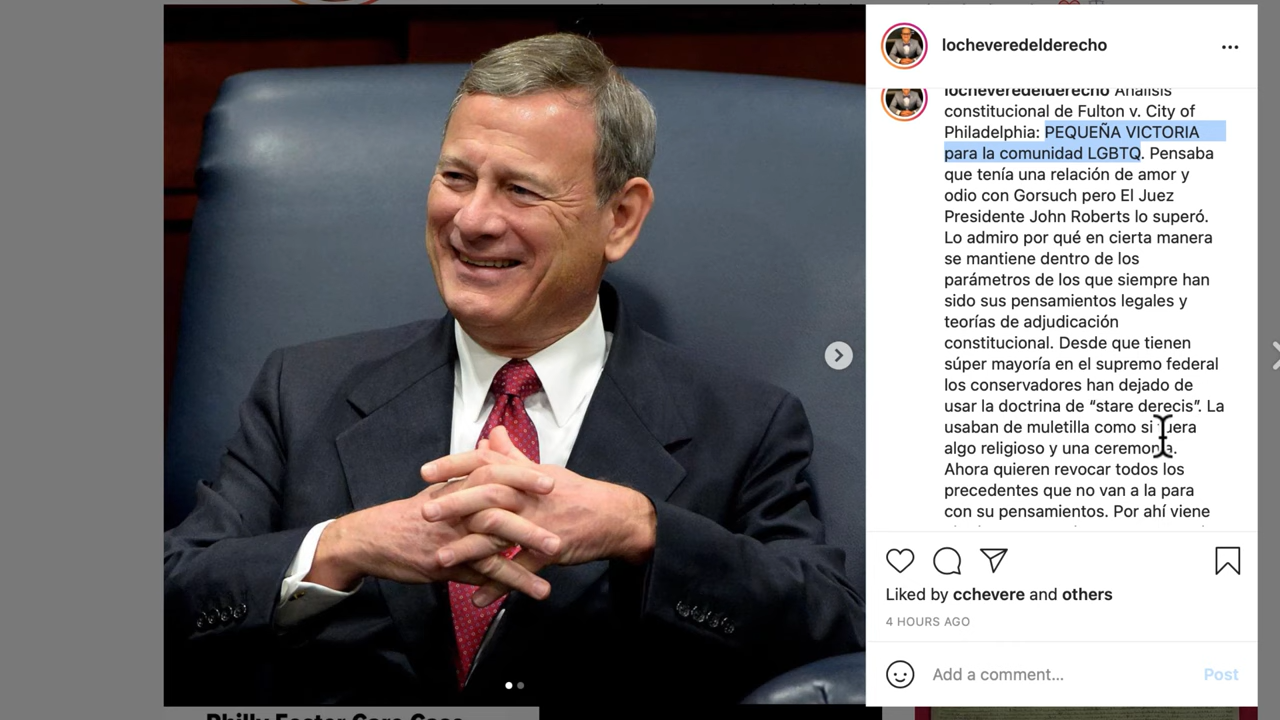 locheveredelderecho
locheveredelderecho Análisis
constitucional de Fulton v. City of
Philadelphia: PEQUEÑA VICTORIA
para la comunidad LGBTQ. Pensaba
que tenía una relación de amor y
odio con Gorsuch pero El Juez
Presidente John Roberts lo superó.
Lo admiro por qué en cierta manera
se mantiene dentro de los
parámetros de los que siempre han
sido sus pensamientos legales y
teorías de adjudicación
constitucional. Desde que tienen
súper mayoría en el supremo federal
los conservadores han dejado de
usar la doctrina de “stare derecis”. La
usaban de muletilla como si fuera
algo religioso y una ceremonia.
Ahora quieren revocar todos los
precedentes que no van a la para
con su pensamientos. Por ahí viene
Liked by cchevere and others
4 HOURS AGO
Add a comment...
Post
Philly Foster Care Case